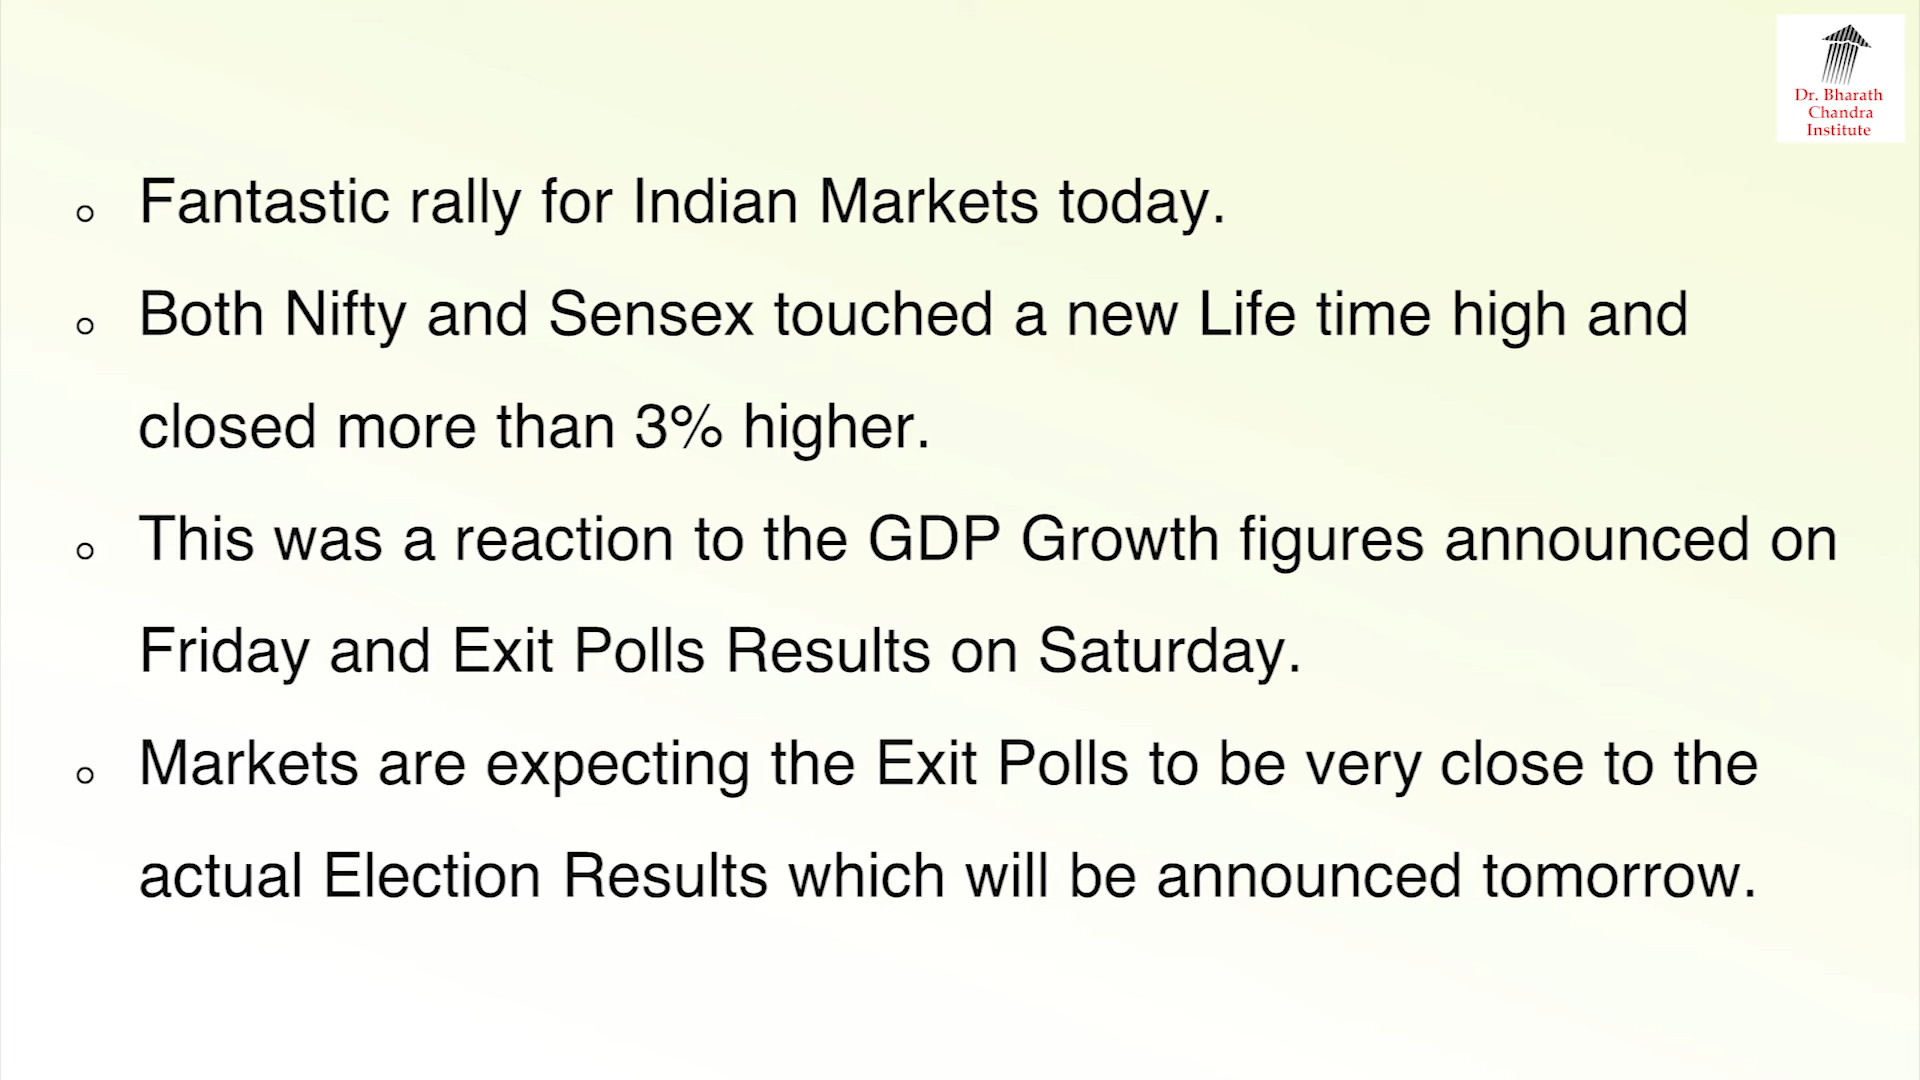 Dr. Bharath
Chandra
Institute
Fantastic rally for Indian Markets today.
Both Nifty and Sensex touched a new Life time high and
closed more than 3% higher.
This was a reaction to the GDP Growth figures announced on
Friday and Exit Polls Results on Saturday.
Markets are expecting the Exit Polls to be very close to the
actual Election Results which will be announced tomorrow.